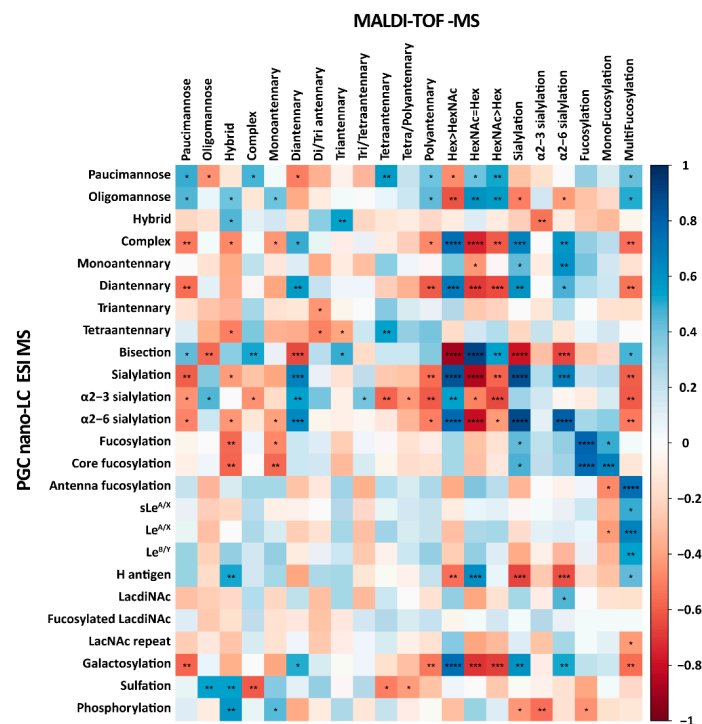 MALDI-TOF -MS
Paucimannose
Oligomannose
Hybrid
Complex
Monoantennary
Diantennary
Di/Tri antennary
Triantennary
Tri/Tetraantennary
Tetraantennary
Tetra/Polyantennary
Polyantennary
Hex>HexNAc
HexNAc=Hex
HexNAc>Hex
Sialylation
α2−3 sialylation
α2−6 sialylation
Fucosylation
MonoFucosylation
MultiFucosylation
PGC nano-LC ESI MS
Paucimannose * * * * ** * * * ** *
Oligomannose * * * * ** ** ** * * *
Hybrid * ** **
Complex ** * * * * **** **** ** *** ** **
Monoantennary * * **
Diantennary ** ** ** *** *** *** ** * **
Triantennary *
Tetraantennary * * * **
Bisection * ** ** *** * **** **** ** **** *** *
Sialylation ** * *** ** **** **** ** **** *** **
α2−3 sialylation * * * ** * ** * ** ** * *** **
α2−6 sialylation * * * *** * **** **** * **** **** **
Fucosylation ** * * **** *
Core fucosylation ** ** * **** ***
Antenna fucosylation * ****
sLeᴬ/ˣ *
Leᴬ/ˣ * ***
Leᴮ/ʸ **
H antigen ** ** *** *** *** *
LacdiNAc *
Fucosylated LacdiNAc
LacNAc repeat *
Galactosylation ** * ** **** *** *** ** ** **
Sulfation ** ** ** * *
Phosphorylation ** * * ** *
1
0.8
0.6
0.4
0.2
0
−0.2
−0.4
−0.6
−0.8
−1